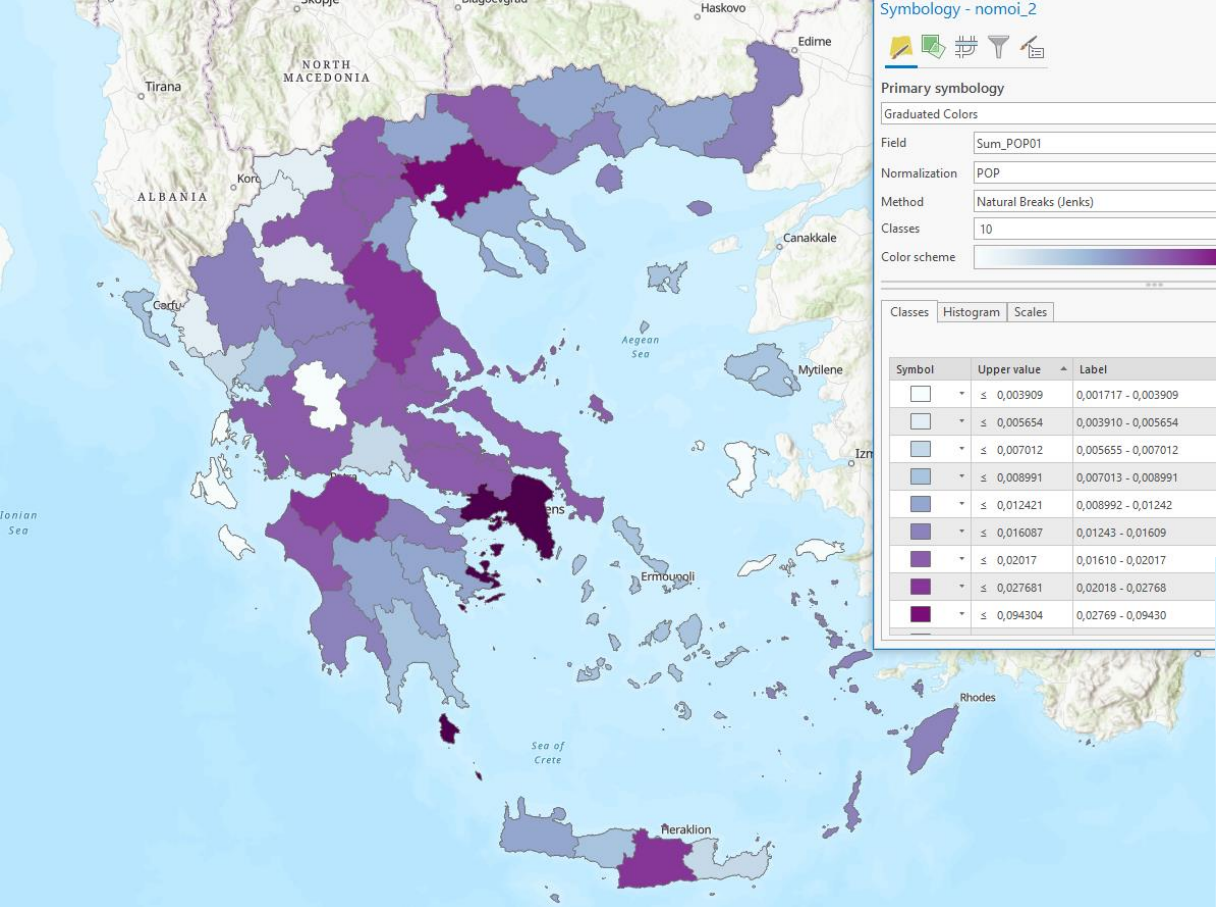 Skopje
Blagoevgrad
Haskovo
Edirne
NORTH
MACEDONIA
Tirana
ALBANIA
Çanakkale
Corfu
Aegean
Sea
Mytilene
Ionian
Sea
Ermoupoli
Rhodes
Sea of
Crete
Heraklion
Symbology - nomoi_2
Primary symbology
Graduated Colors
Field Sum_POP01
Normalization POP
Method Natural Breaks (Jenks)
Classes 10
Color scheme
Classes Histogram Scales
Symbol Upper value Label
≤ 0,003909 0,001717 - 0,003909
≤ 0,005654 0,003910 - 0,005654
≤ 0,007012 0,005655 - 0,007012
≤ 0,008991 0,007013 - 0,008991
≤ 0,012421 0,008992 - 0,01242
≤ 0,016087 0,01243 - 0,01609
≤ 0,02017 0,01610 - 0,02017
≤ 0,027681 0,02018 - 0,02768
≤ 0,094304 0,02769 - 0,09430